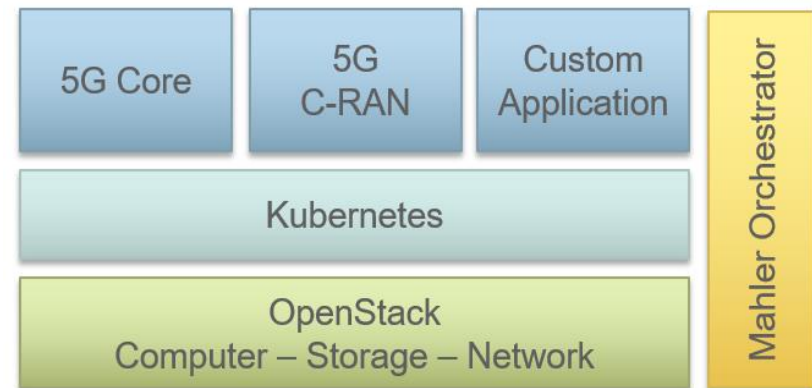 5G Core
5G
C-RAN
Custom
Application
Kubernetes
OpenStack
Computer – Storage – Network
Mahler Orchestrator